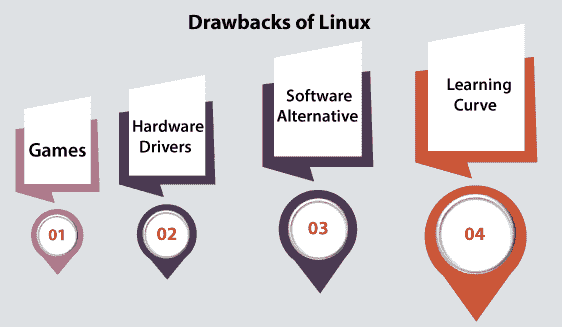 Drawbacks of Linux
Games
Hardware
Drivers
Software
Alternative
Learning
Curve
01
02
03
04